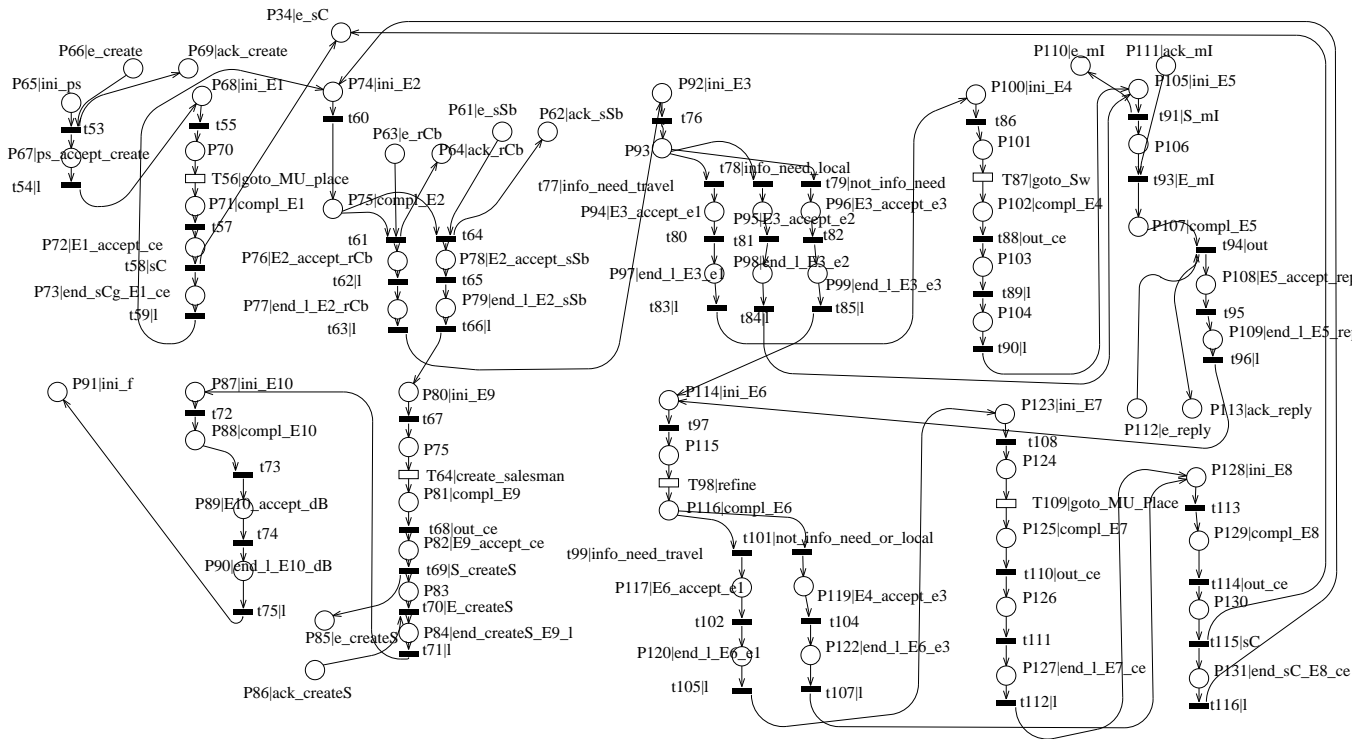 P34|e_sC
P66|e_create
P69|ack_create
P65|ini_ps
P68|ini_E1
t53
t55
P67|ps_accept_create
P70
t54|l
T56|goto_MU_place
P71|compl_E1
t57
P72|E1_accept_ce
t58|sC
P73|end_sCg_E1_ce
t59|l
P74|ini_E2
t60
P61|e_sSb
P62|ack_sSb
P63|e_rCb
P64|ack_rCb
P75|compl_E2
t61
t64
P76|E2_accept_rCb
P78|E2_accept_sSb
t62|l
t65
P77|end_l_E2_rCb
P79|end_l_E2_sSb
t63|l
t66|l
P92|ini_E3
t76
P93
t78|info_need_local
t77|info_need_travel
t79|not_info_need
P94|E3_accept_e1
P95|E3_accept_e2
P96|E3_accept_e3
t80
t81
t82
P97|end_l_E3_e1
P98|end_l_E3_e2
P99|end_l_E3_e3
t83|l
t84|l
t85|l
P100|ini_E4
t86
P101
T87|goto_Sw
P102|compl_E4
t88|out_ce
P103
t89|l
P104
t90|l
P110|e_mI
P111|ack_mI
P105|ini_E5
t91|S_mI
P106
t93|E_mI
P107|compl_E5
t94|out
P108|E5_accept_rep
t95
P109|end_l_E5_rep
t96|l
P112|e_reply
P113|ack_reply
P91|ini_f
P87|ini_E10
t72
P88|compl_E10
t73
P89|E10_accept_dB
t74
P90|end_l_E10_dB
t75|l
P80|ini_E9
t67
P75
T64|create_salesman
P81|compl_E9
t68|out_ce
P82|E9_accept_ce
t69|S_createS
P83
t70|E_createS
P85|e_createS
P84|end_createS_E9_l
t71|l
P86|ack_createS
P114|ini_E6
t97
P115
T98|refine
P116|compl_E6
t101|not_info_need_or_local
t99|info_need_travel
P117|E6_accept_e1
P119|E4_accept_e3
t102
t104
P120|end_l_E6_e1
P122|end_l_E6_e3
t105|l
t107|l
P123|ini_E7
t108
P124
T109|goto_MU_Place
P125|compl_E7
t110|out_ce
P126
t111
P127|end_l_E7_ce
t112|l
P128|ini_E8
t113
P129|compl_E8
t114|out_ce
P130
t115|sC
P131|end_sC_E8_ce
t116|l